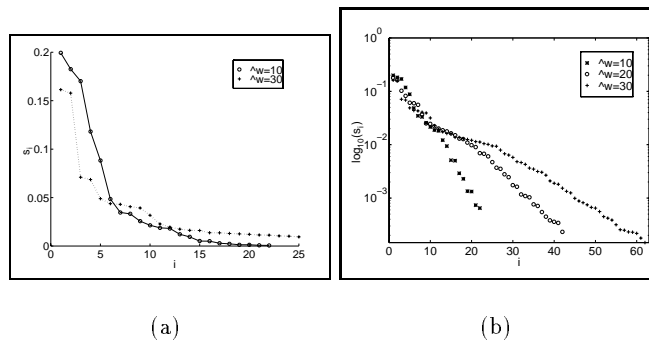 0.2
0.15
0.1
0.05
0
0 5 10 15 20 25
s_i
i
^w=10
^w=30
(a)
10^0
10^-1
10^-2
10^-3
0 10 20 30 40 50 60
log_10(s_i)
i
^w=10
^w=20
^w=30
(b)